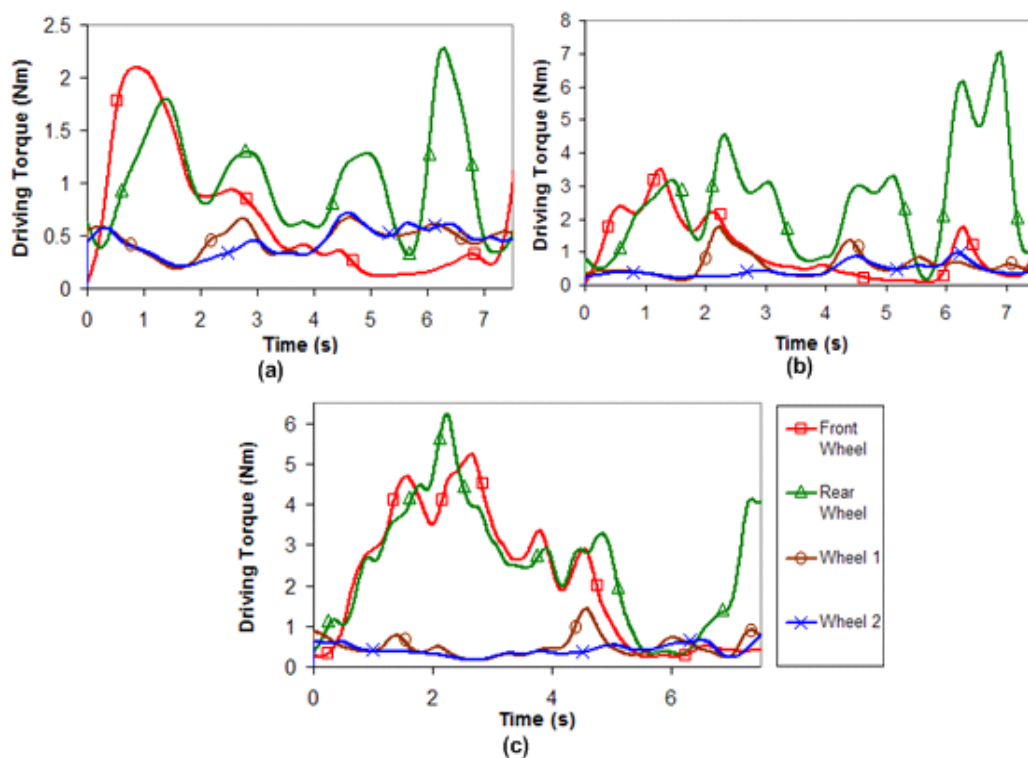 2.5
2
1.5
1
0.5
0
Driving Torque (Nm)
0 1 2 3 4 5 6 7
Time (s)
(a)
8
7
6
5
4
3
2
1
0
Driving Torque (Nm)
0 1 2 3 4 5 6 7
Time (s)
(b)
6
5
4
3
2
1
0
Driving Torque (Nm)
0 2 4 6
Time (s)
(c)
Front
Wheel
Rear
Wheel
Wheel 1
Wheel 2